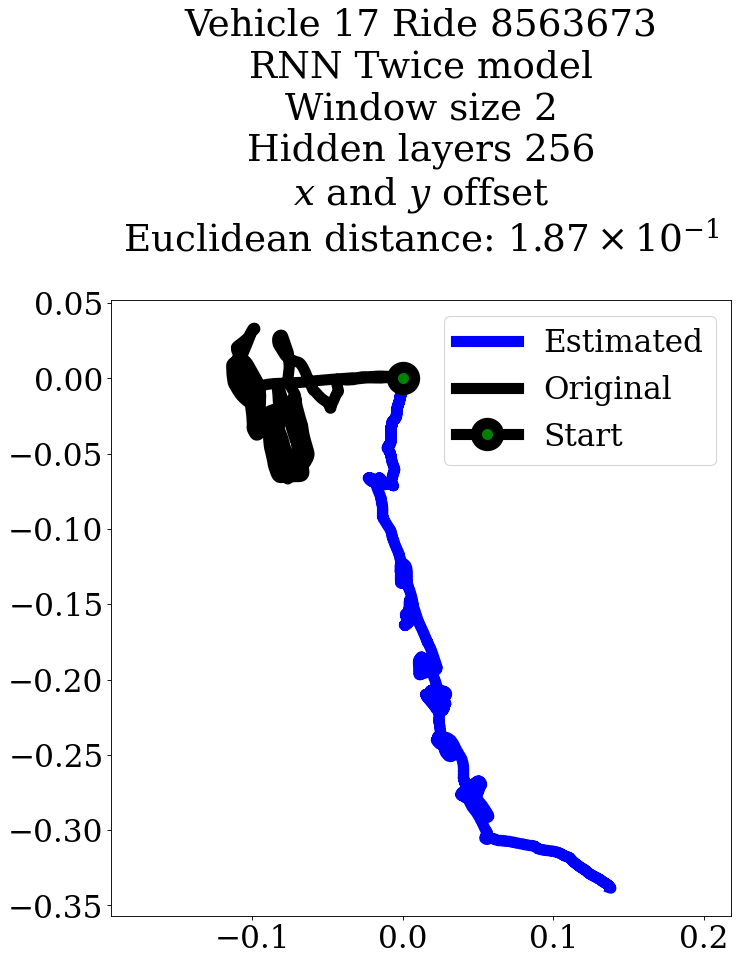 Vehicle 17 Ride 8563673
RNN Twice model
Window size 2
Hidden layers 256
x and y offset
Euclidean distance: 1.87 × 10⁻¹
0.05
0.00
−0.05
−0.10
−0.15
−0.20
−0.25
−0.30
−0.35
Estimated
Original
Start
−0.1
0.0
0.1
0.2